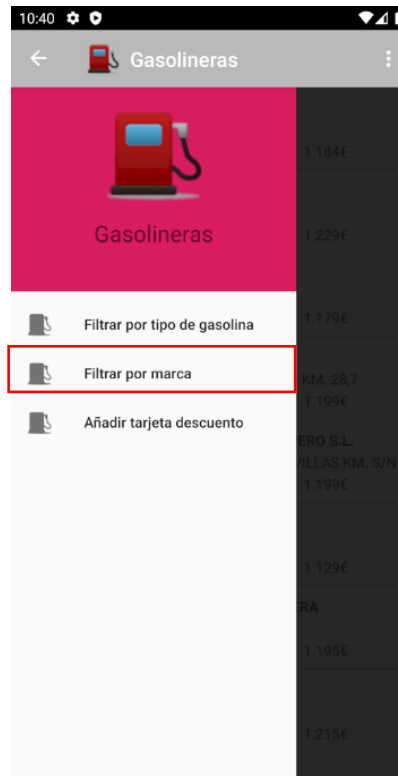 10:40
Gasolineras
Gasolineras
Filtrar por tipo de gasolina
Filtrar por marca
Añadir tarjeta descuento
1.184€
1.229€
1.179€
KM. 28,7
1.199€
ERO S.L.
VILLAS KM. S/N
1.199€
1.129€
ERA
1.195€
1.215€